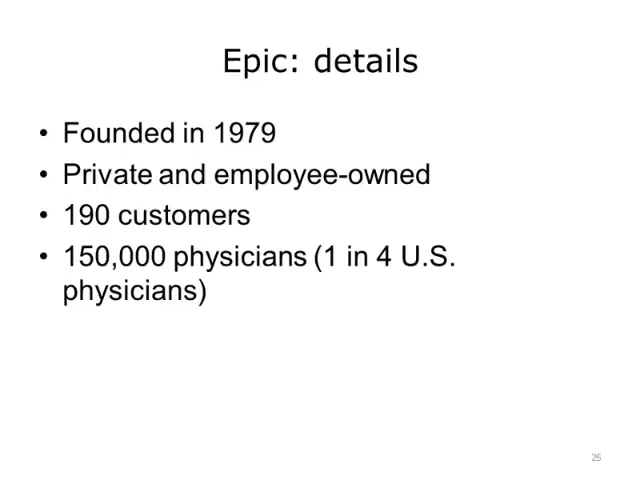 Epic: details
• Founded in 1979
• Private and employee-owned
• 190 customers
• 150,000 physicians (1 in 4 U.S.
physicians)
25